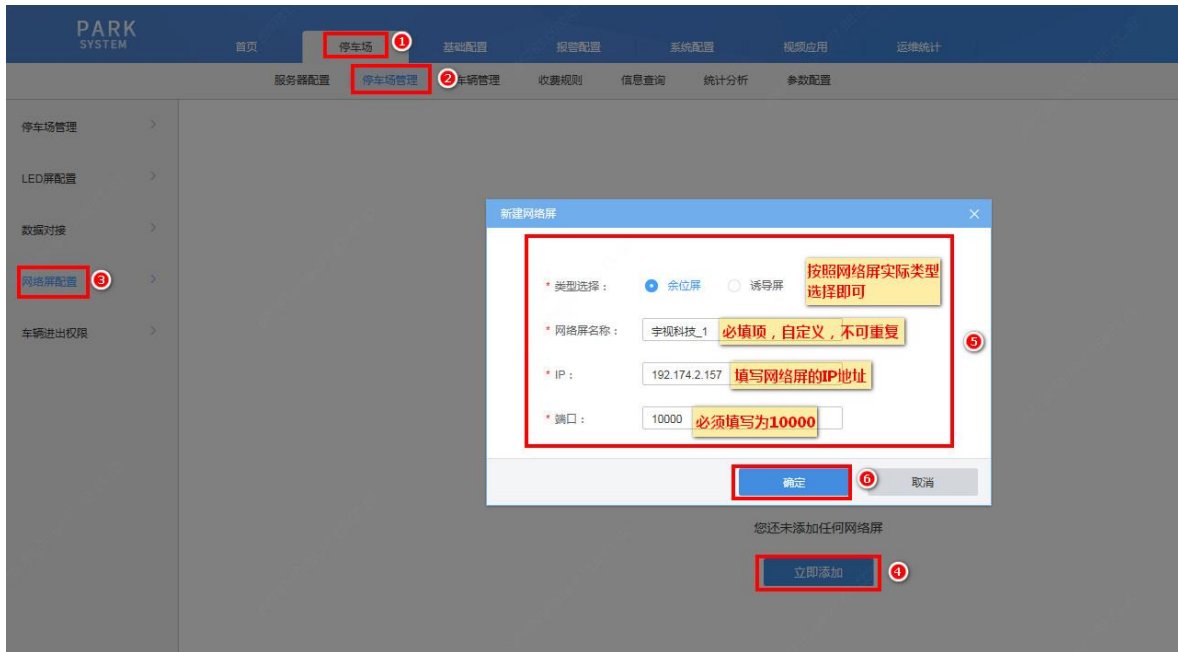 PARK
SYSTEM
首页 停车场 1 基础配置 报警配置 系统配置 视频应用 运维统计
服务器配置 停车场管理 2 车辆管理 收费规则 信息查询 统计分析 参数配置
停车场管理
LED屏配置
数据对接
网络屏配置 3
车辆进出权限
新建网络屏
* 类型选择: 余位屏 诱导屏
按照网络屏实际类型
选择即可
* 网络屏名称: 宇视科技_1 必填项,自定义,不可重复
5
* IP: 192.174.2.157 填写网络屏的IP地址
* 端口: 10000 必须填写为10000
确定 6 取消
您还未添加任何网络屏
立即添加 4